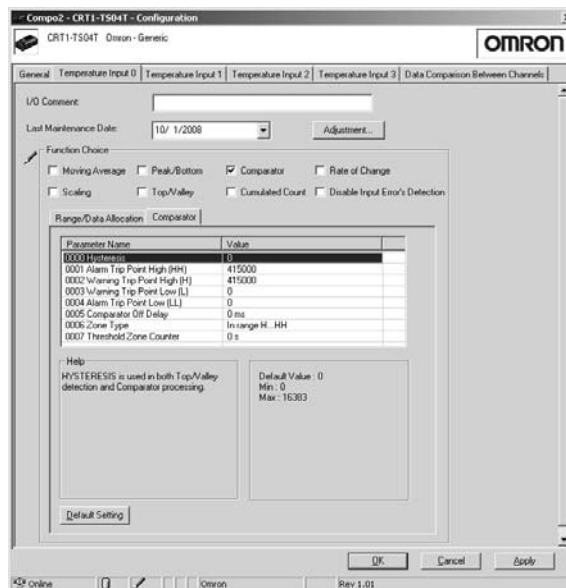 Compo2 - CRT1-TS04T - Configuration
CRT1-TS04T Omron - Generic
OMRON
General Temperature Input 0 Temperature Input 1 Temperature Input 2 Temperature Input 3 Data Comparison Between Channels
I/O Comment:
Last Maintenance Date: 10/ 1/2008 Adjustment...
Function Choice
Moving Average Peak/Bottom Comparator Rate of Change
Scaling Top/Valley Cumulated Count Disable Input Error's Detection
Range/Data Allocation Comparator
Parameter Name Value
0000 Hysteresis 0
0001 Alarm Trip Point High (HH) 415000
0002 Warning Trip Point High (H) 415000
0003 Warning Trip Point Low (L) 0
0004 Alarm Trip Point Low (LL) 0
0005 Comparator Off Delay 0 ms
0006 Zone Type In range H...HH
0007 Threshold Zone Counter 0 s
Help
HYSTERESIS is used in both Top/Valley
detection and Comparator processing.
Default Value : 0
Min : 0
Max : 16383
Default Setting
OK Cancel Apply
Online Omron Rev 1.01